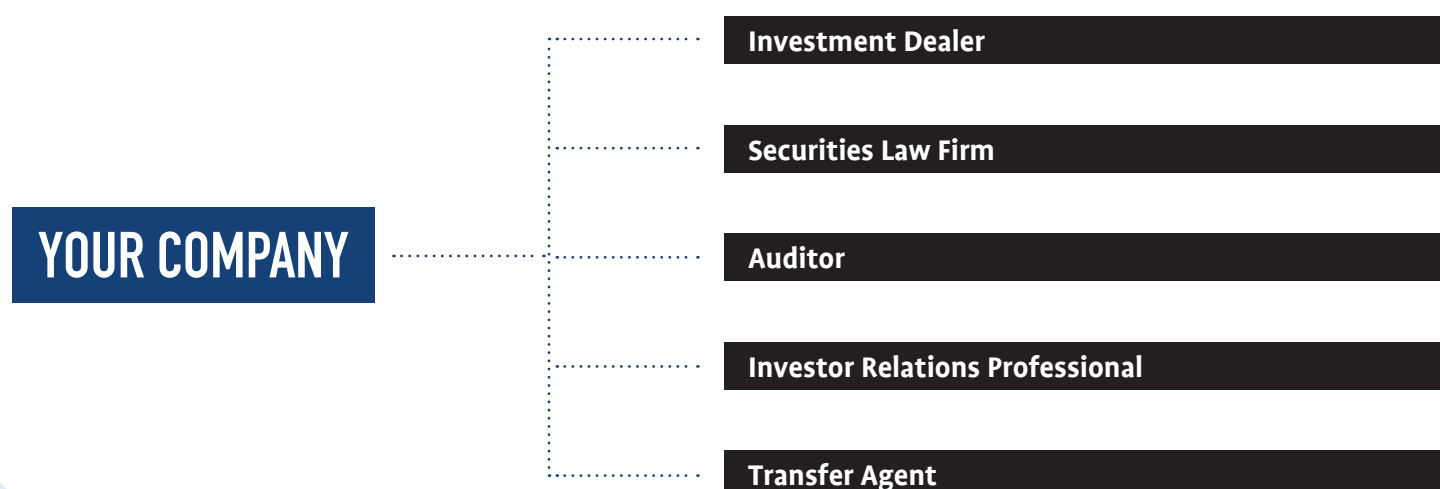 Investment Dealer
Securities Law Firm
YOUR COMPANY
Auditor
Investor Relations Professional
Transfer Agent